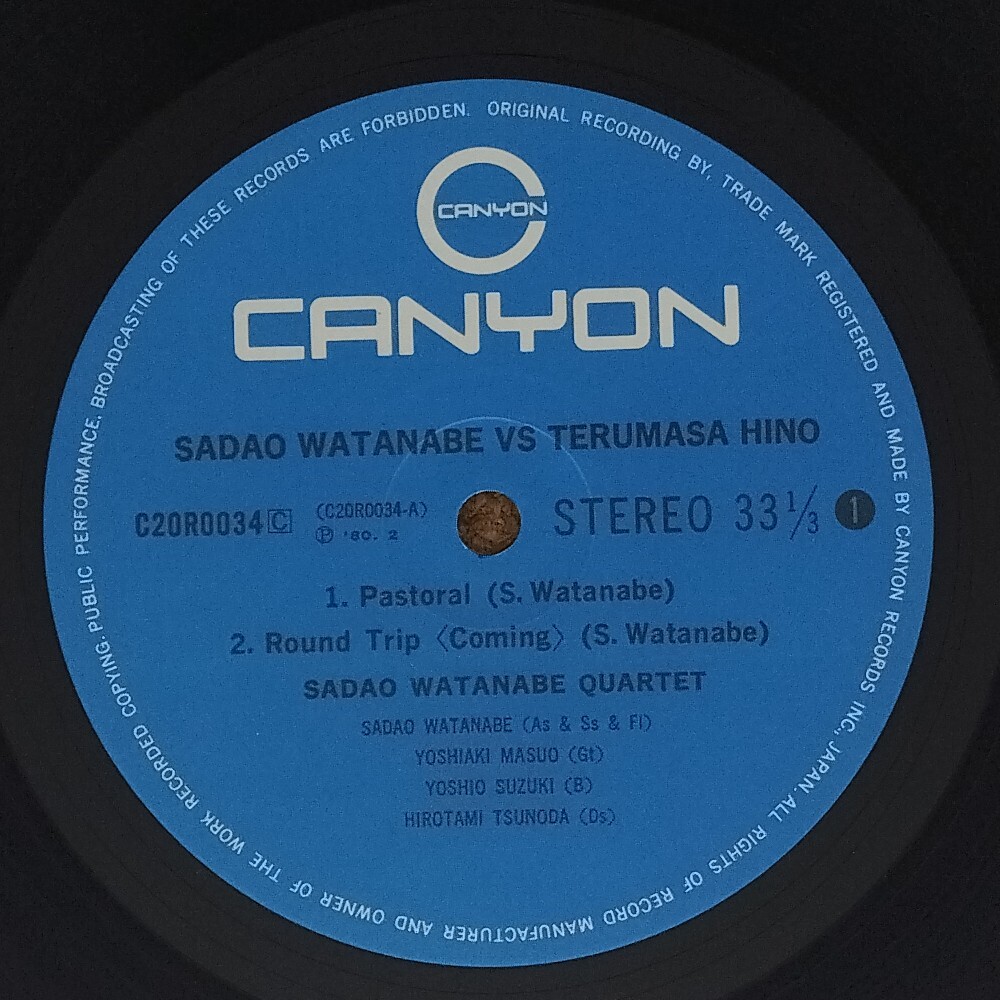 ORIGINAL RECORDING BY, TRADE MARK REGISTERED AND MADE BY CANYON RECORDS INC., JAPAN. ALL RIGHTS OF RECORD MANUFACTURER AND OWNER OF THE WORK RECORDED COPYING. PUBLIC PERFORMANCE. BROADCASTING OF THESE RECORDS ARE FORBIDDEN.
CANYON
CANYON
SADAO WATANABE VS TERUMASA HINO
C20R0034 C (C20R0034-A) STEREO 33 1/3 1
℗ '80. 2
1. Pastoral (S. Watanabe)
2. Round Trip 〈Coming〉 (S. Watanabe)
SADAO WATANABE QUARTET
SADAO WATANABE (As & Ss & Fl)
YOSHIAKI MASUO (Gt)
YOSHIO SUZUKI (B)
HIROTAMI TSUNODA (Ds)